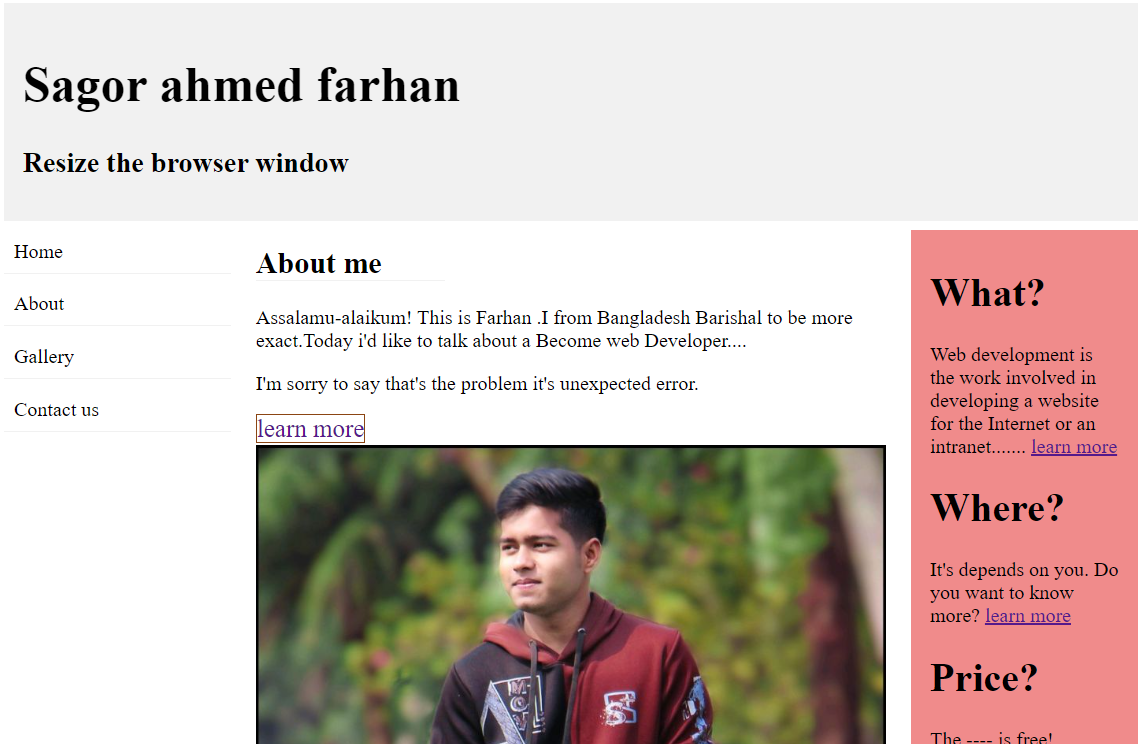 Sagor ahmed farhan
Resize the browser window
Home
About
Gallery
Contact us
About me
Assalamu-alaikum! This is Farhan .I from Bangladesh Barishal to be more
exact.Today i'd like to talk about a Become web Developer....
I'm sorry to say that's the problem it's unexpected error.
learn more
What?
Web development is
the work involved in
developing a website
for the Internet or an
intranet....... learn more
Where?
It's depends on you. Do
you want to know
more? learn more
Price?
The ---- is free!